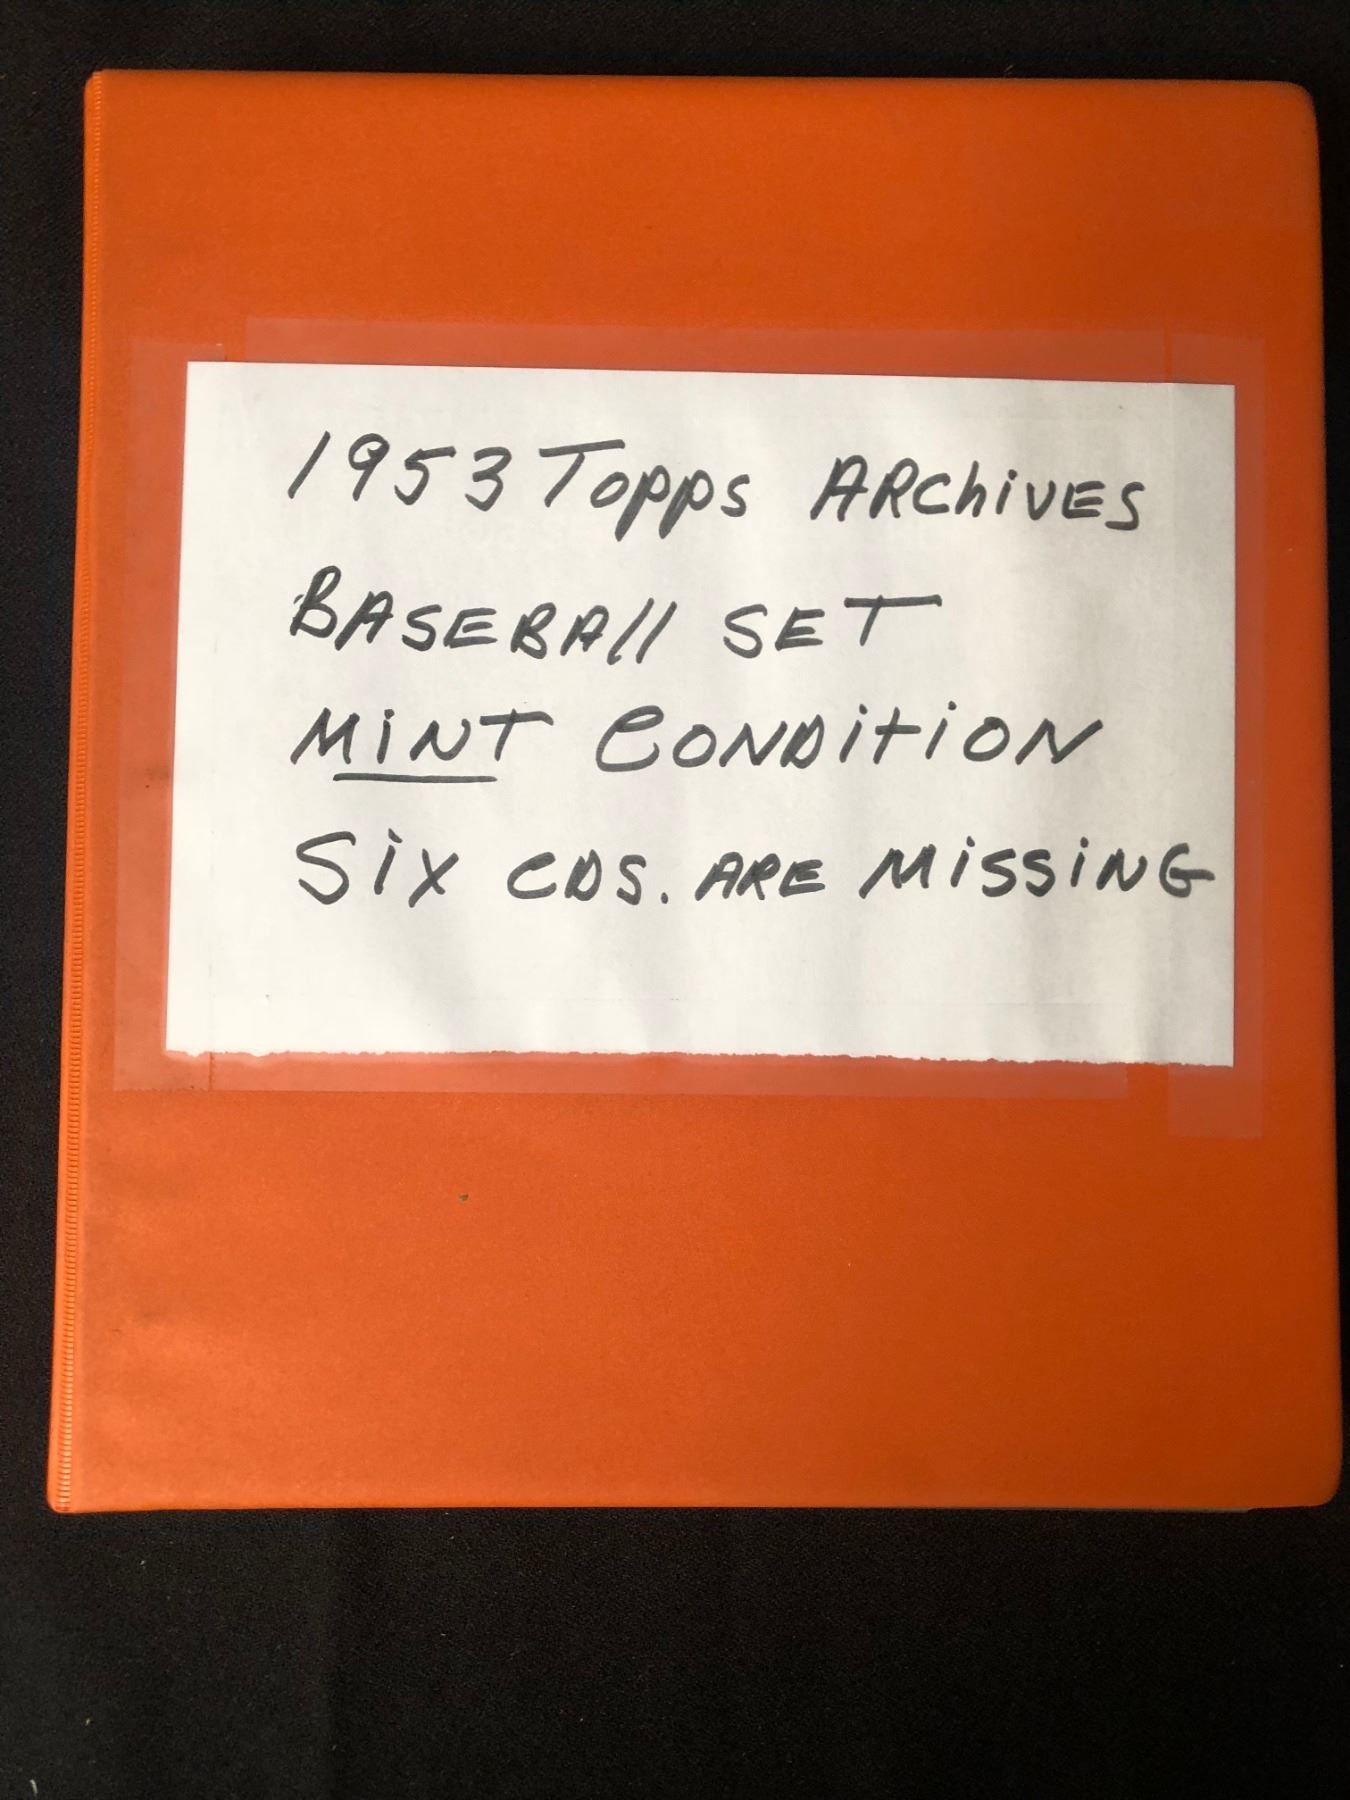 1953 Topps ARChiVES
BASEBAll SET
MiNT CONDitiON
Six CDS. ARE MiSSiNG